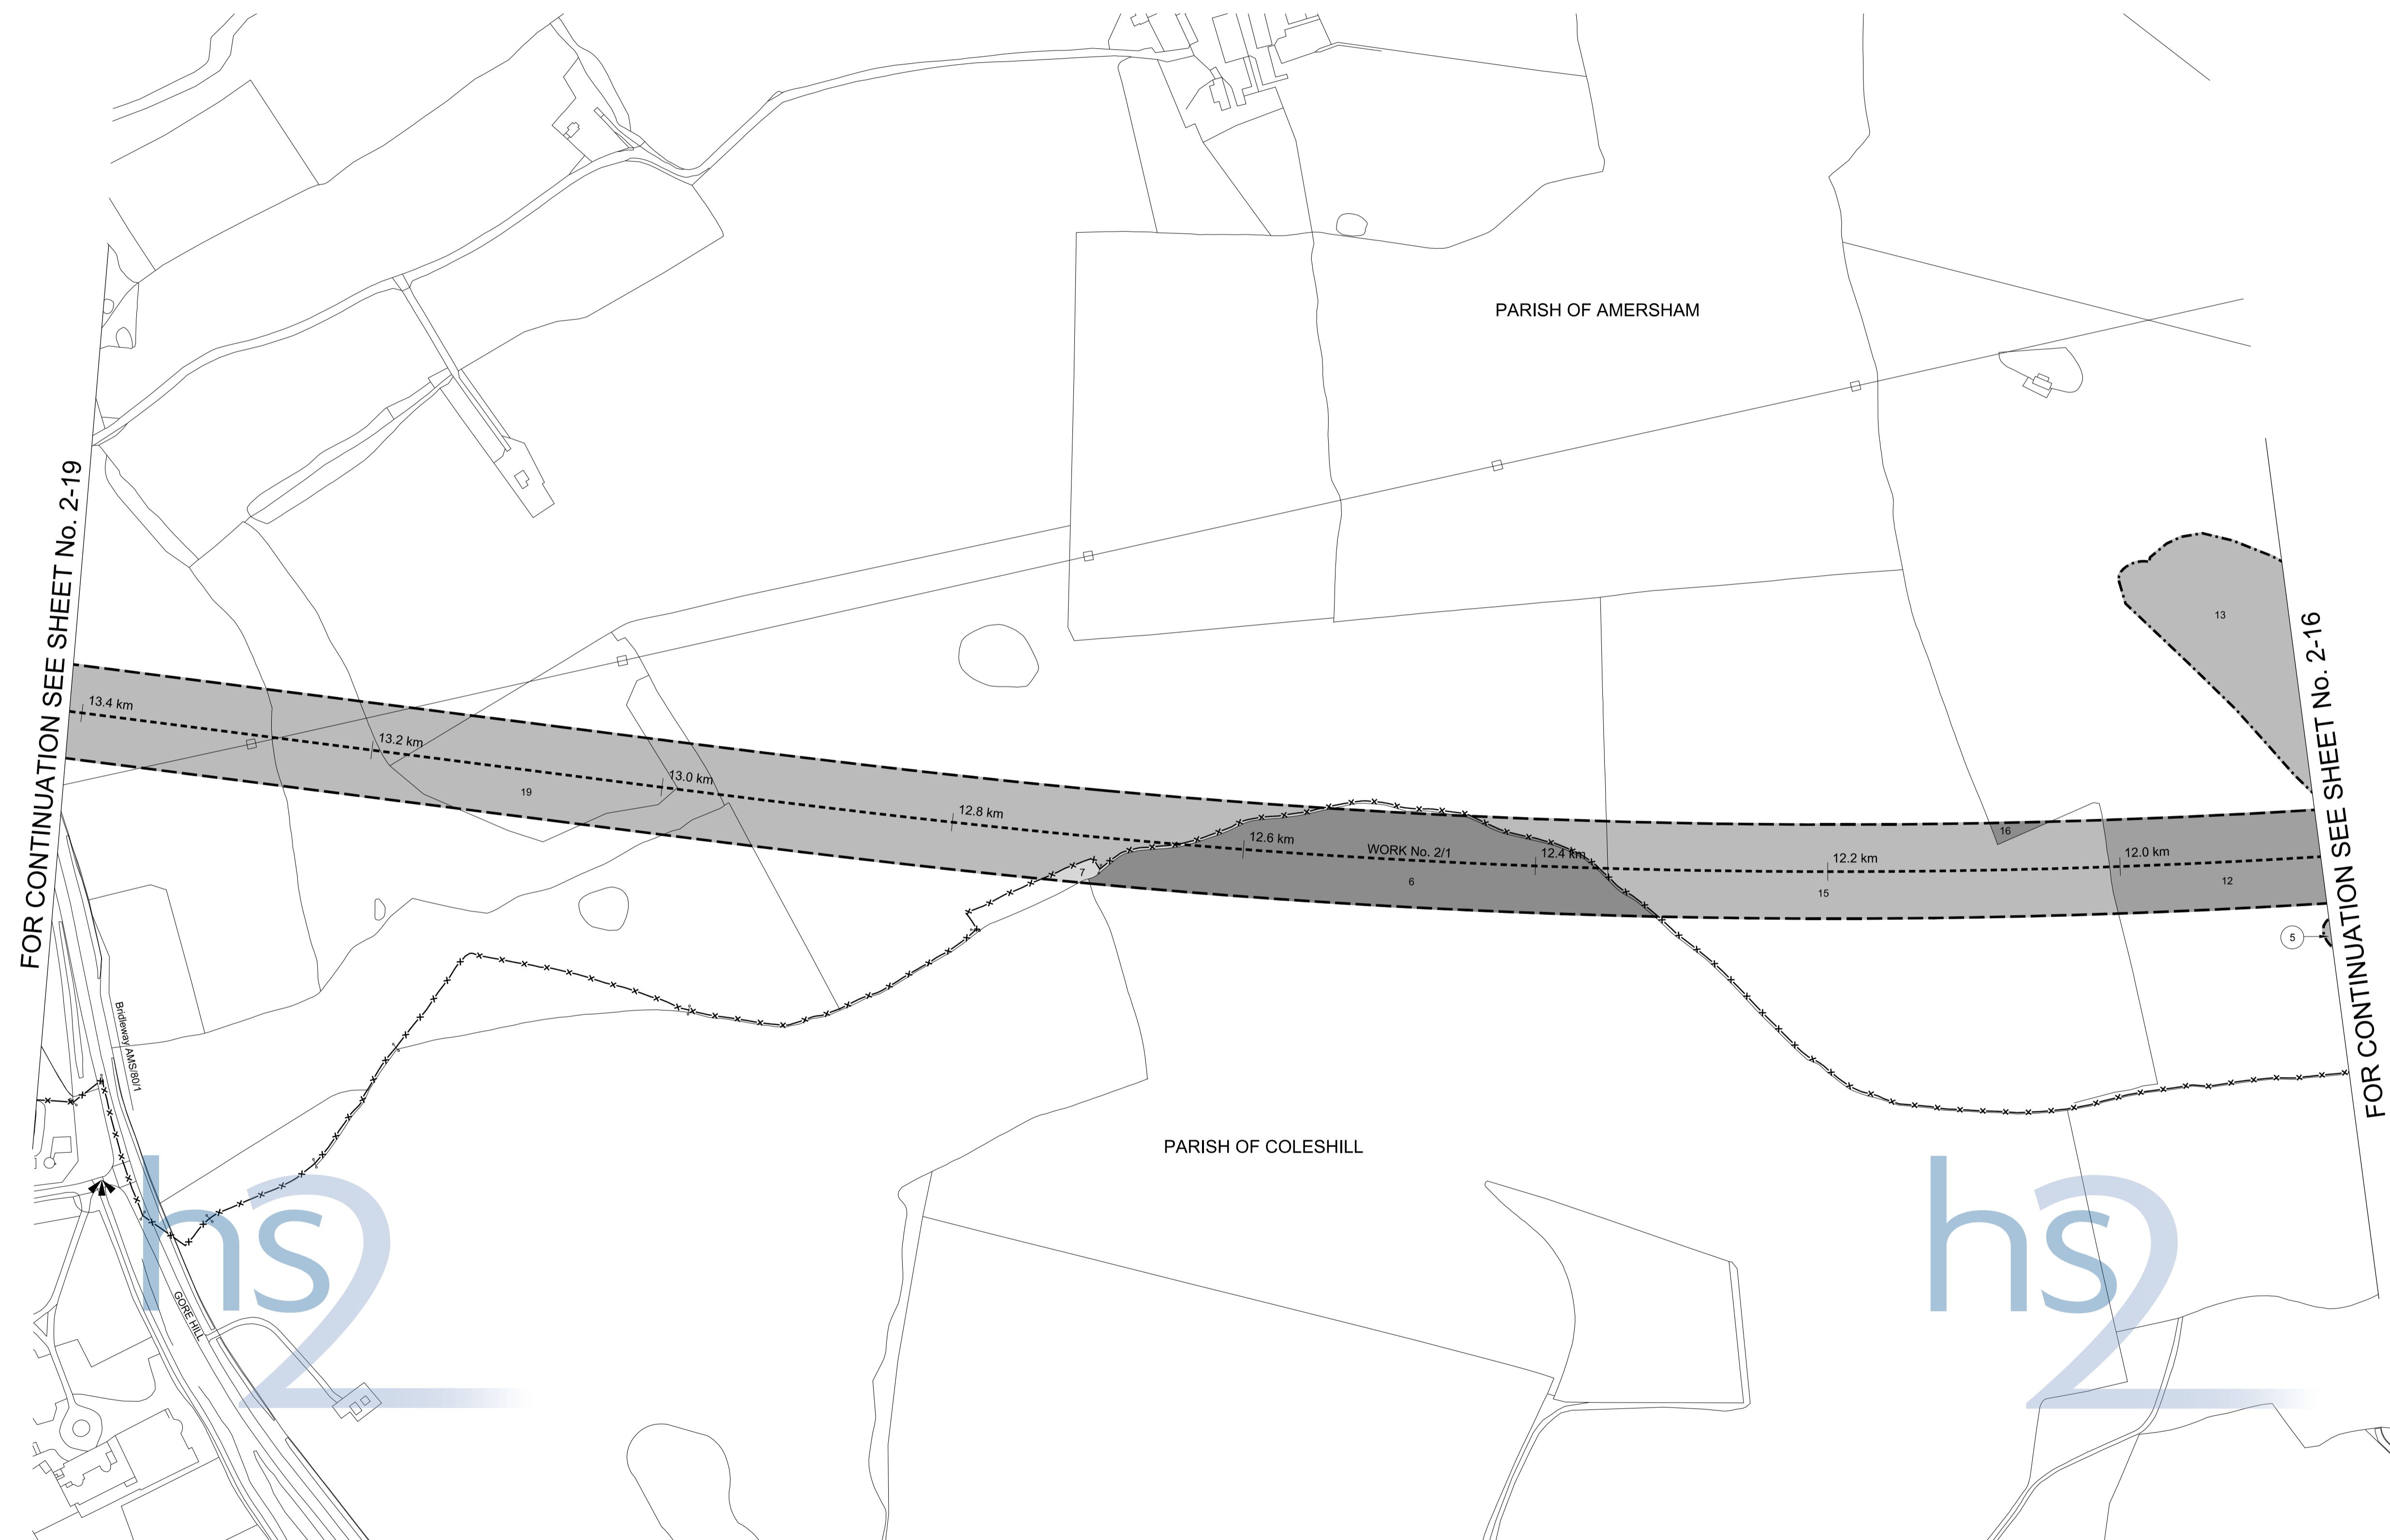 PARISH OF AMERSHAM
FOR CONTINUATION SEE SHEET No. 2-19
FOR CONTINUATION SEE SHEET No. 2-16
13
13.4 km
13.2 km
13.0 km
12.8 km
12.6 km
WORK No. 2/1
12.4 km
12.2 km
12.0 km
19
7
6
15
16
12
5
Bridleway AMS/80/1
PARISH OF COLESHILL
GORE HILL
hs2
hs2